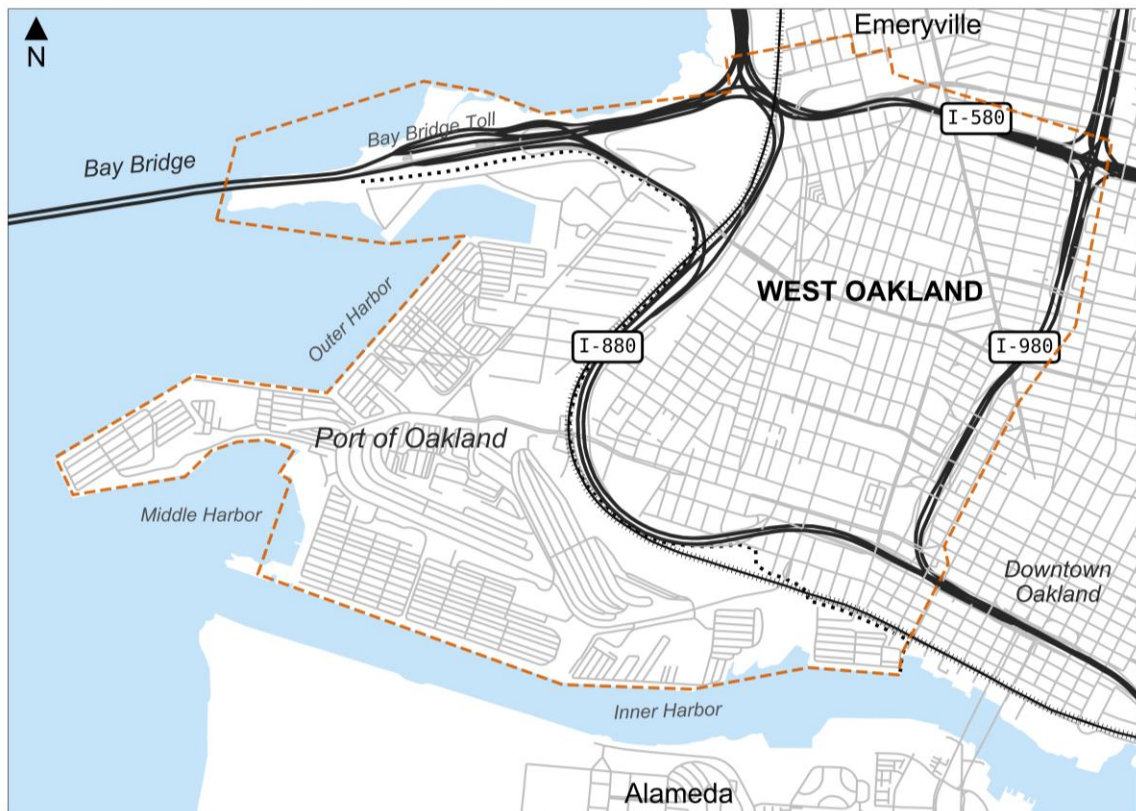 N
Emeryville
I-580
Bay Bridge Toll
Bay Bridge
WEST OAKLAND
Outer Harbor
I-880
I-980
Port of Oakland
Middle Harbor
Downtown
Oakland
Inner Harbor
Alameda